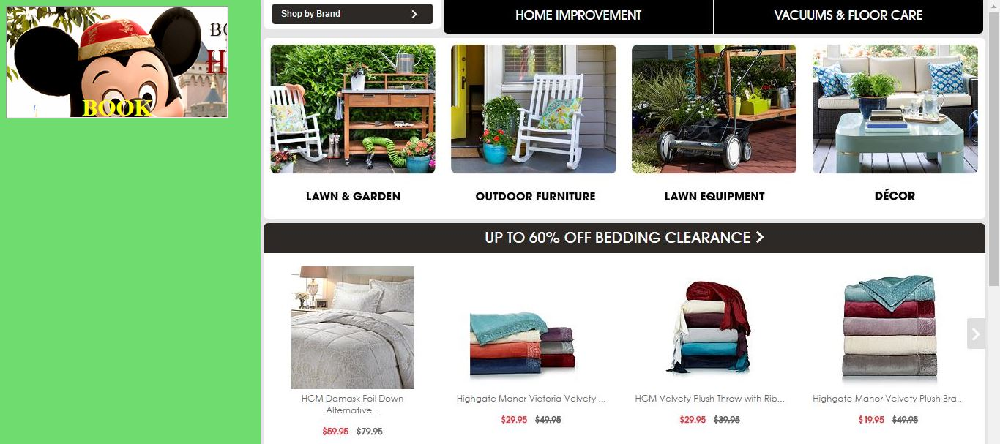 BOOK
Shop by Brand
HOME IMPROVEMENT
VACUUMS & FLOOR CARE
LAWN & GARDEN
OUTDOOR FURNITURE
LAWN EQUIPMENT
DÉCOR
UP TO 60% OFF BEDDING CLEARANCE
HGM Damask Foil Down
Alternative...
$59.95 $79.95
Highgate Manor Victoria Velvety ...
$29.95 $49.95
HGM Velvety Plush Throw with Rib...
$29.95 $39.95
Highgate Manor Velvety Plush Bra...
$19.95 $49.95